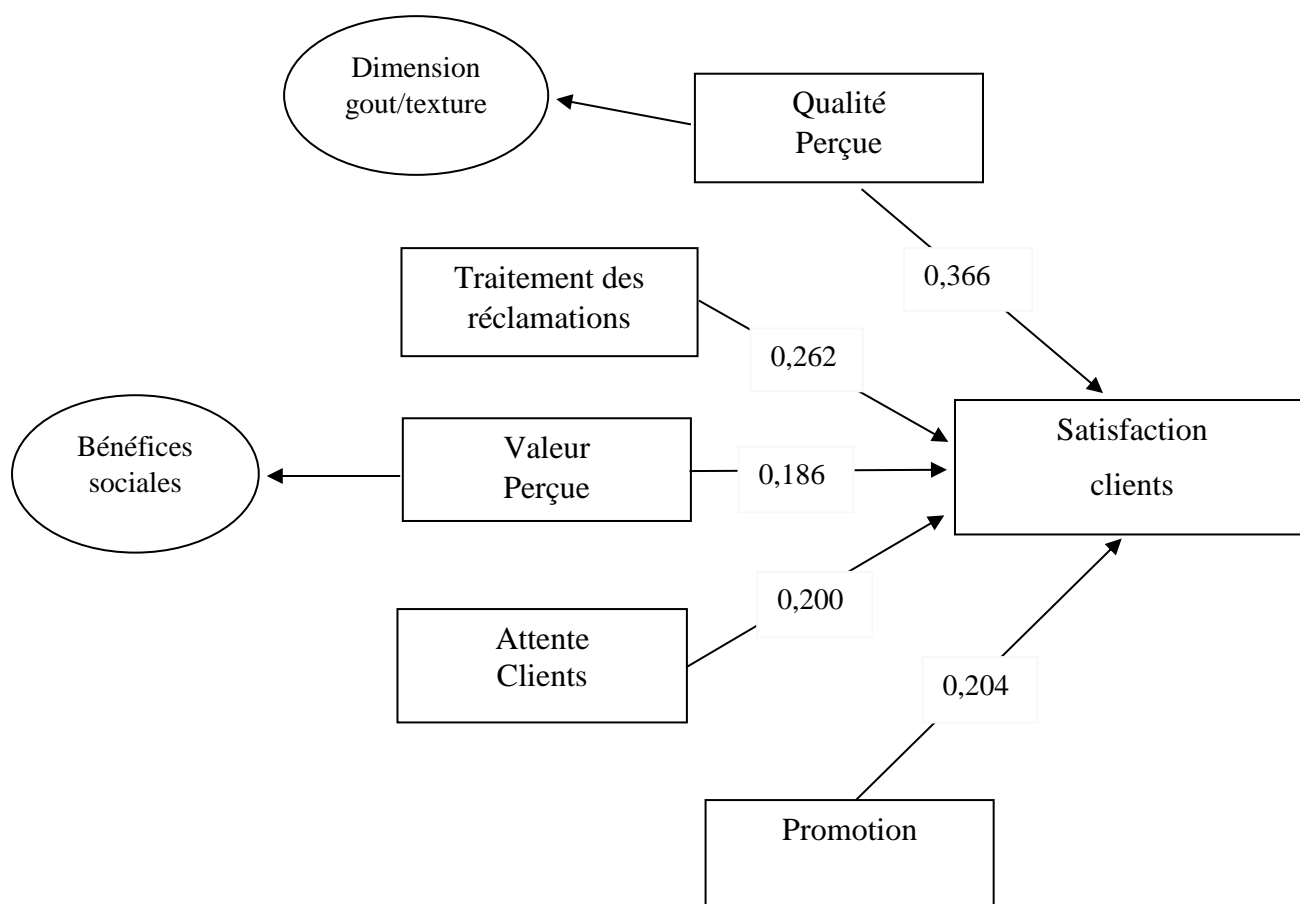 Dimension
gout/texture
Qualité
Perçue
0,366
Traitement des
réclamations
0,262
Bénéfices
sociales
Valeur
Perçue
0,186
Satisfaction
clients
Attente
Clients
0,200
0,204
Promotion